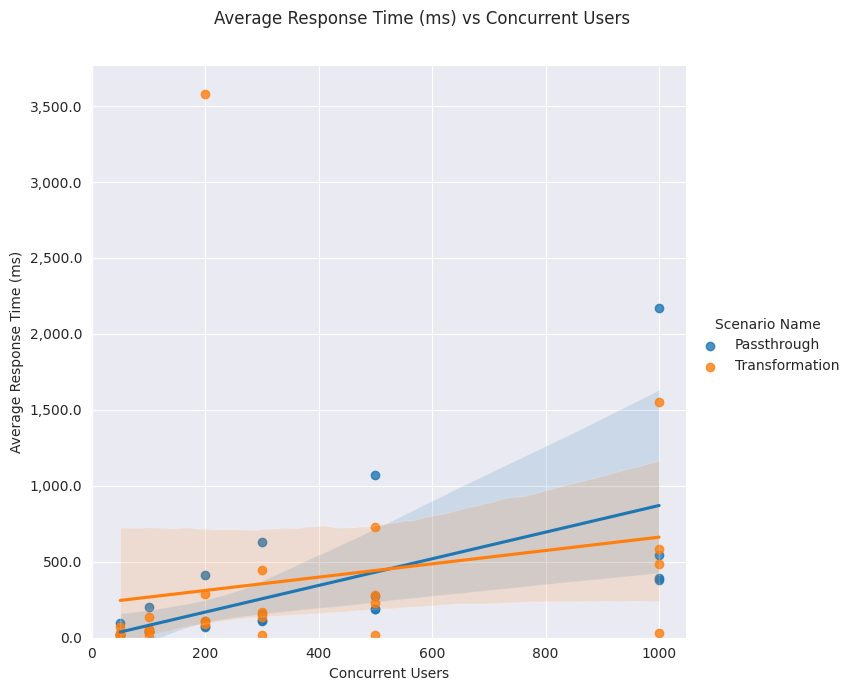 Average Response Time (ms) vs Concurrent Users
3,500.0
3,000.0
2,500.0
2,000.0
1,500.0
1,000.0
500.0
0.0
Average Response Time (ms)
0 200 400 600 800 1000
Concurrent Users
Scenario Name
Passthrough
Transformation